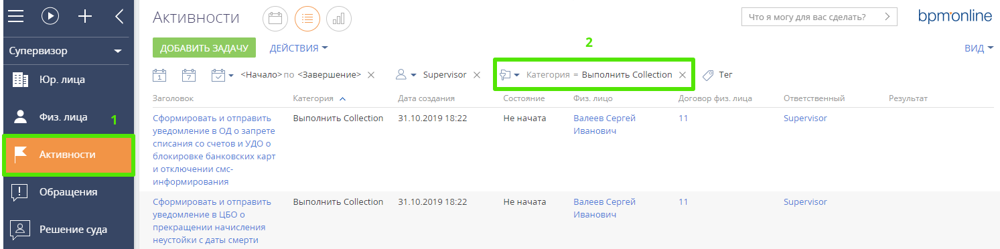 Активности
Что я могу для вас сделать?
bpm'online
Супервизор
ДОБАВИТЬ ЗАДАЧУ
ДЕЙСТВИЯ
2
ВИД
1
7
<Начало> по <Завершение>
Supervisor
Категория = Выполнить Collection
Тег
Юр. лица
Физ. лица
1
Активности
Обращения
Решение суда
Заголовок Категория Дата создания Состояние Физ. лицо Договор физ. лица Ответственный Результат
Сформировать и отправить Выполнить Collection 31.10.2019 18:22 Не начата Валеев Сергей 11 Supervisor
уведомление в ОД о запрете Иванович
списания со счетов и УДО о
блокировке банковских карт
и отключении смс-
информирования
Сформировать и отправить Выполнить Collection 31.10.2019 18:22 Не начата Валеев Сергей 11 Supervisor
уведомление в ЦБО о Иванович
прекращении начисления
неустойки с даты смерти